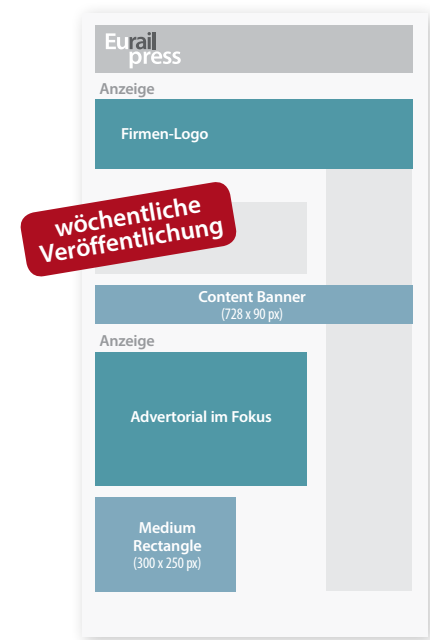 Eurail
press
Anzeige
Firmen-Logo
wöchentliche
Veröffentlichung
Content Banner
(728 x 90 px)
Anzeige
Advertorial im Fokus
Medium
Rectangle
(300 x 250 px)